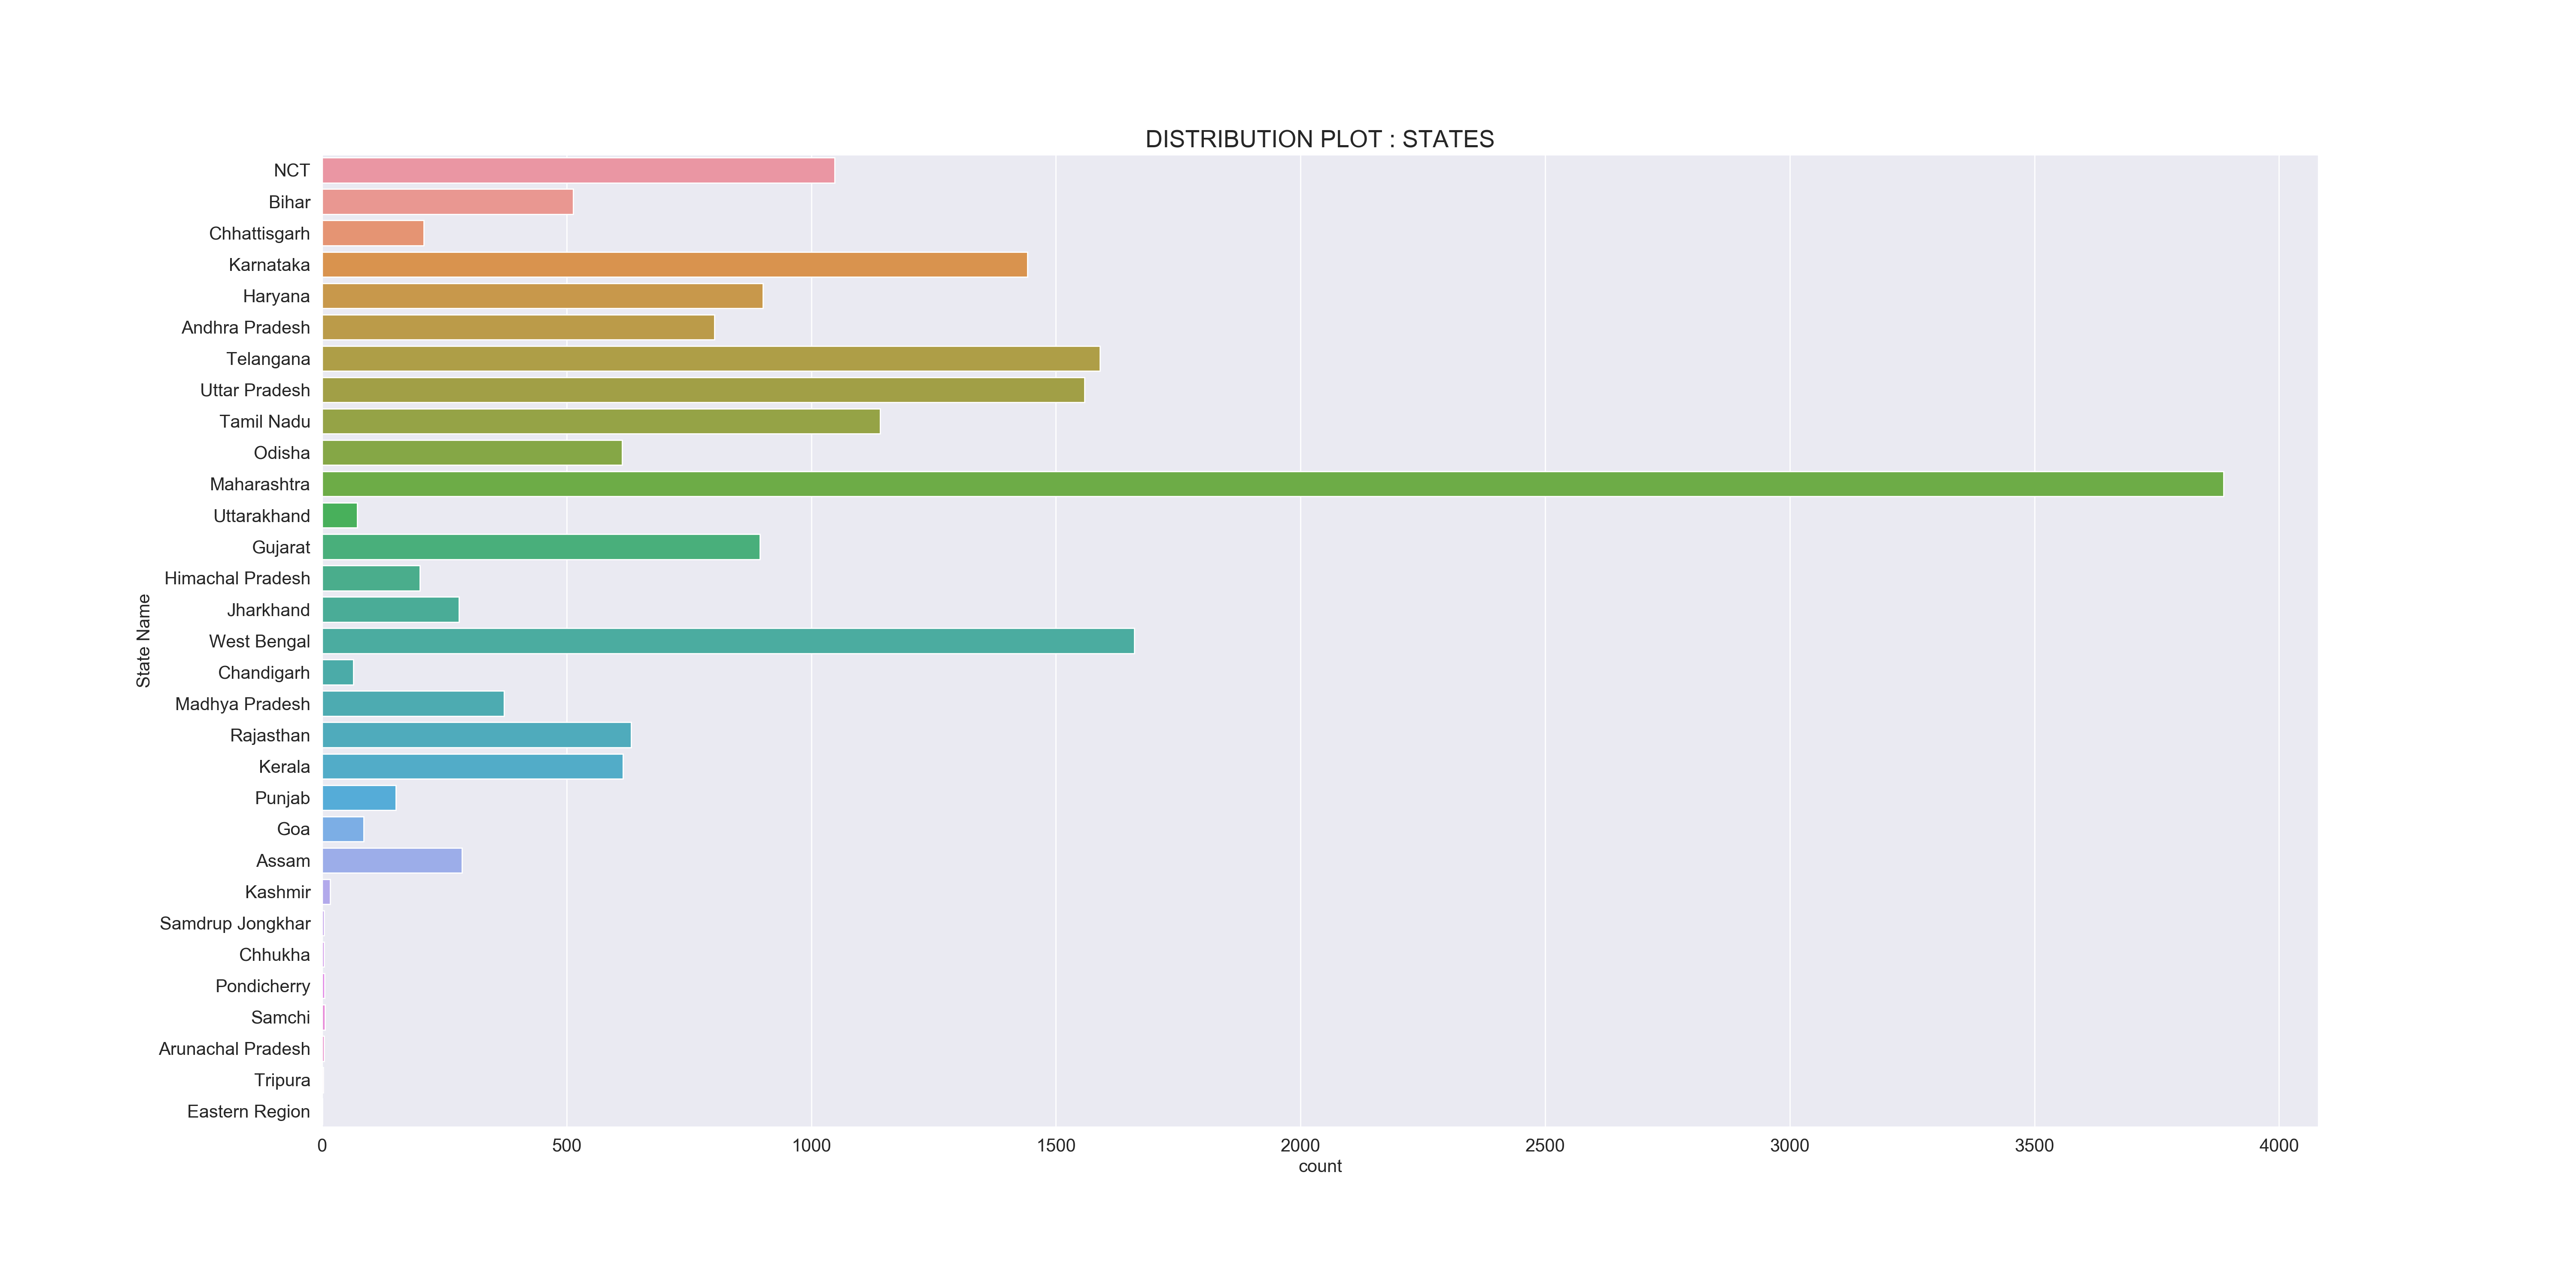 DISTRIBUTION PLOT : STATES
NCT
Bihar
Chhattisgarh
Karnataka
Haryana
Andhra Pradesh
Telangana
Uttar Pradesh
Tamil Nadu
Odisha
Maharashtra
Uttarakhand
Gujarat
Himachal Pradesh
Jharkhand
West Bengal
Chandigarh
Madhya Pradesh
Rajasthan
Kerala
Punjab
Goa
Assam
Kashmir
Samdrup Jongkhar
Chhukha
Pondicherry
Samchi
Arunachal Pradesh
Tripura
Eastern Region
State Name
0 500 1000 1500 2000 2500 3000 3500 4000
count